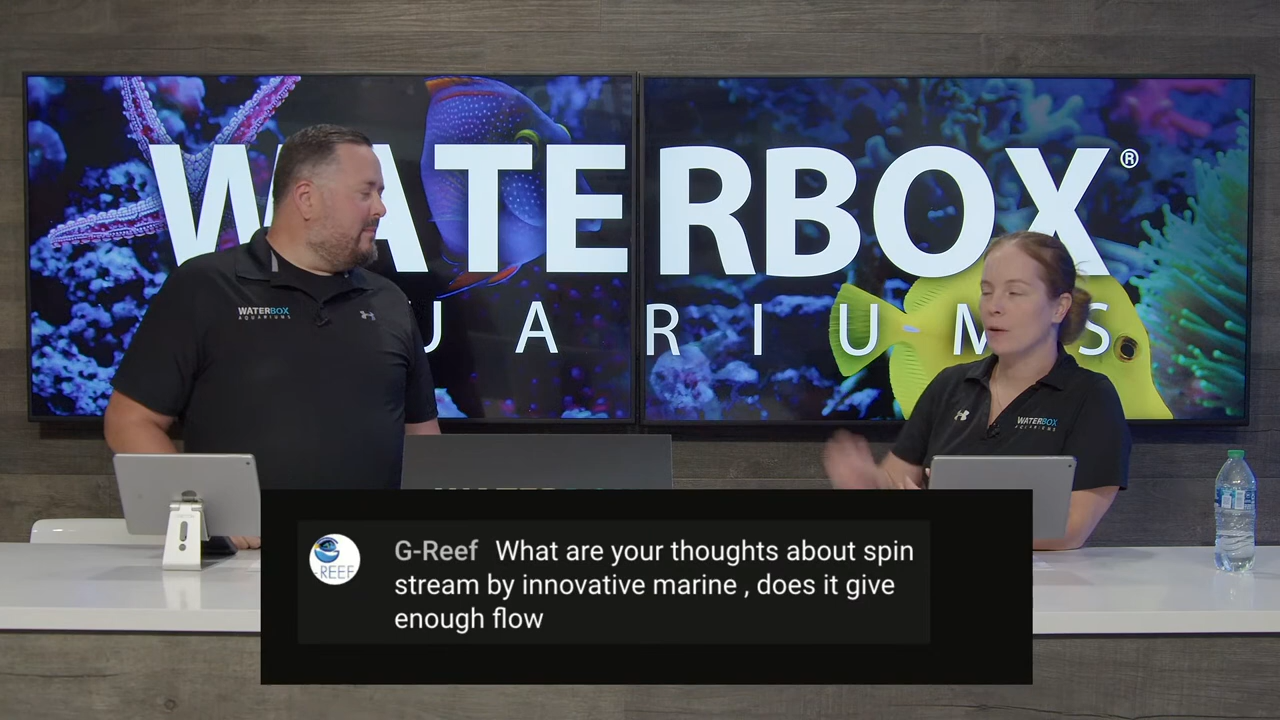 WATERBOX®
UARIUMS
WATERBOX
AQUARIUMS
WATERBOX
AQUARIUMS
G-Reef What are your thoughts about spin
stream by innovative marine , does it give
enough flow
-REEF